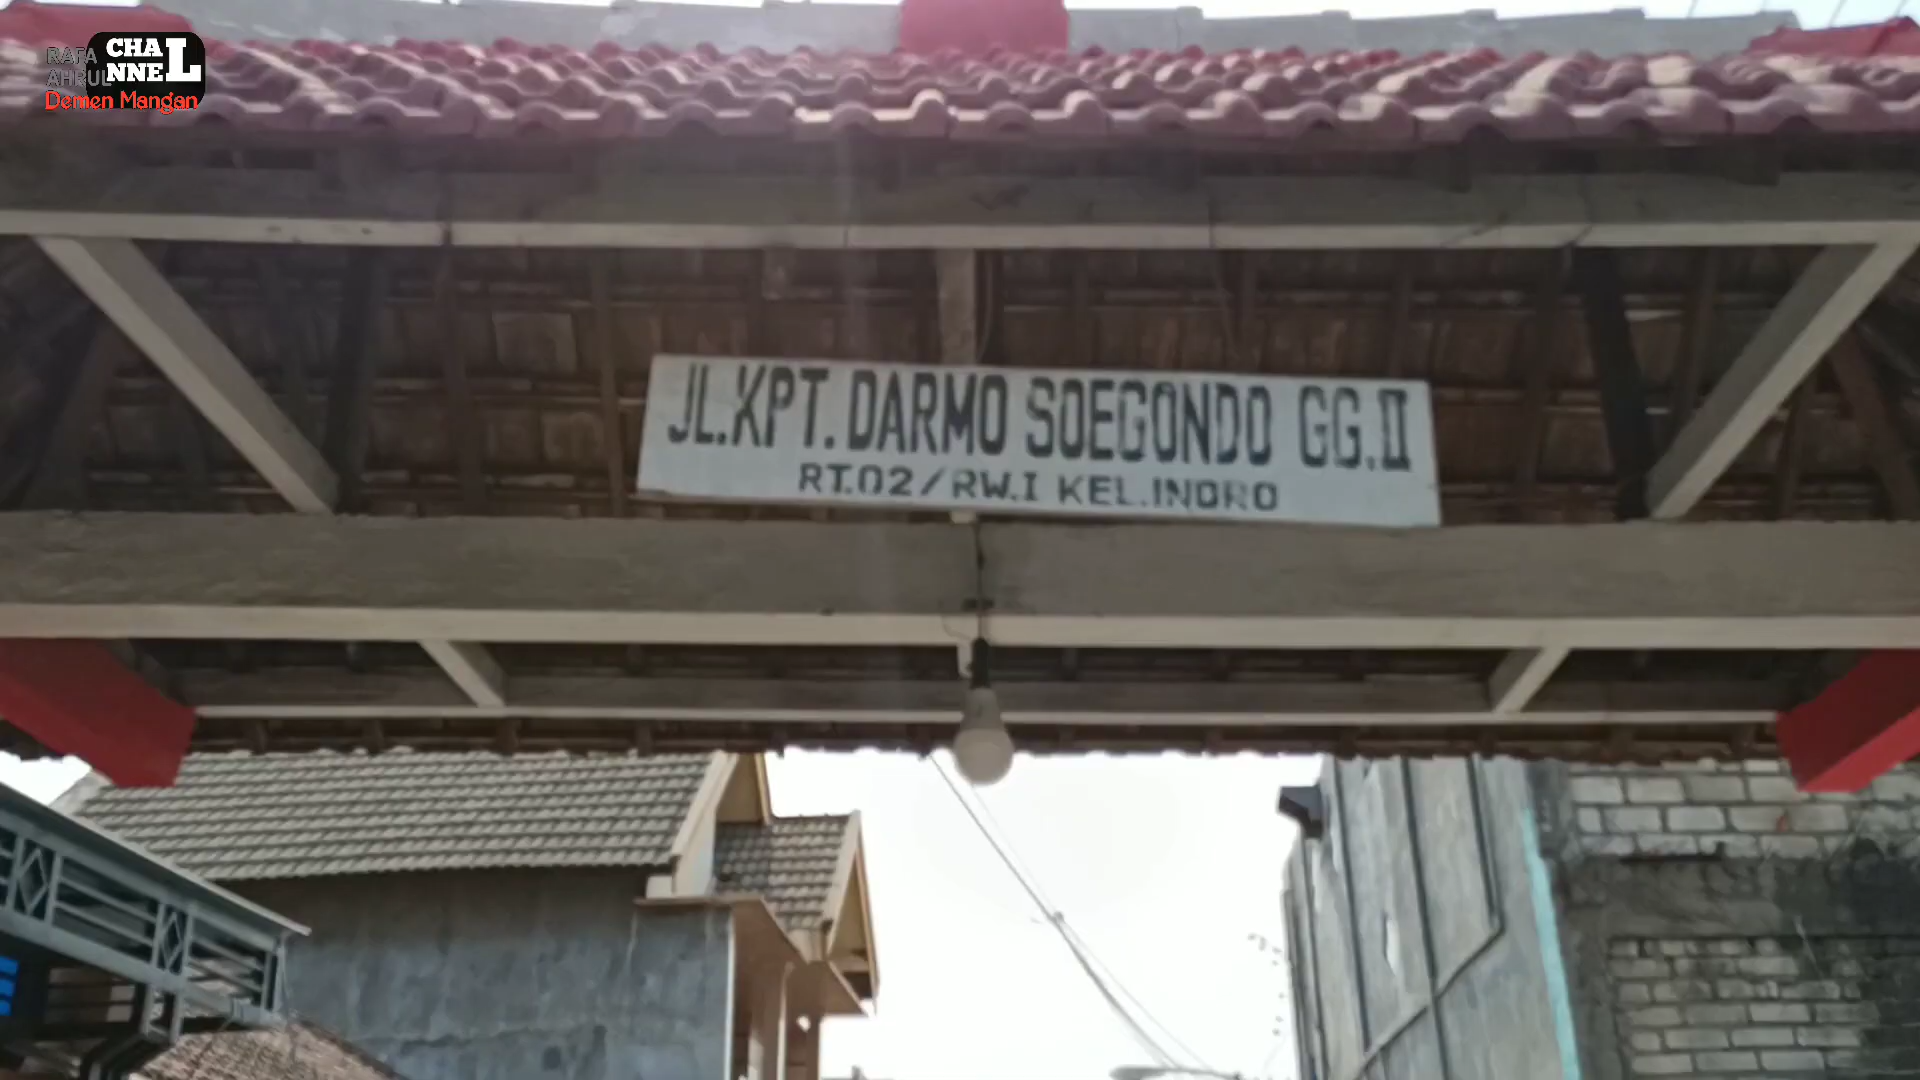 RAFA
AHRUL
CHA
NNEL
Demen Mangan
JL.KPT. DARMO SOEGONDO GG.II
RT.02/RW.I KEL.INDRO